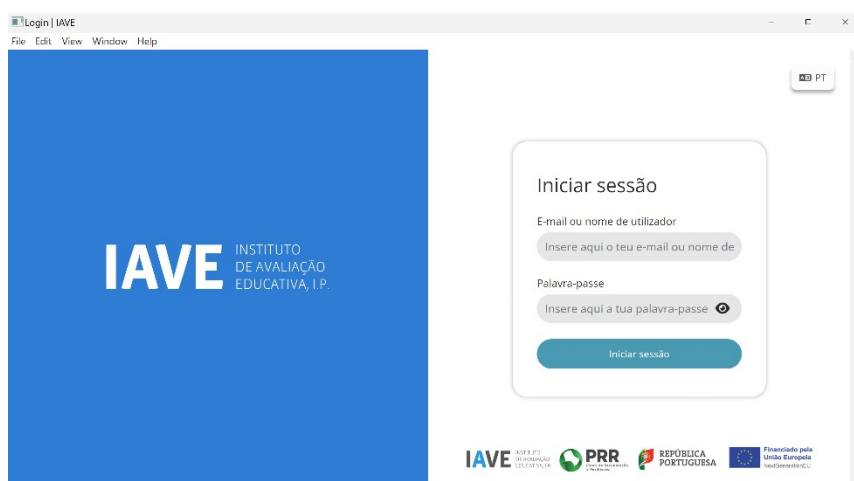 Login | IAVE
File Edit View Window Help
PT
IAVE INSTITUTO
DE AVALIAÇÃO
EDUCATIVA, I.P.
Iniciar sessão
E-mail ou nome de utilizador
Insere aqui o teu e-mail ou nome de
Palavra-passe
Insere aqui a tua palavra-passe
Iniciar sessão
IAVE
PRR
REPÚBLICA
PORTUGUESA
Financiado pela
União Europeia
NextGenerationEU